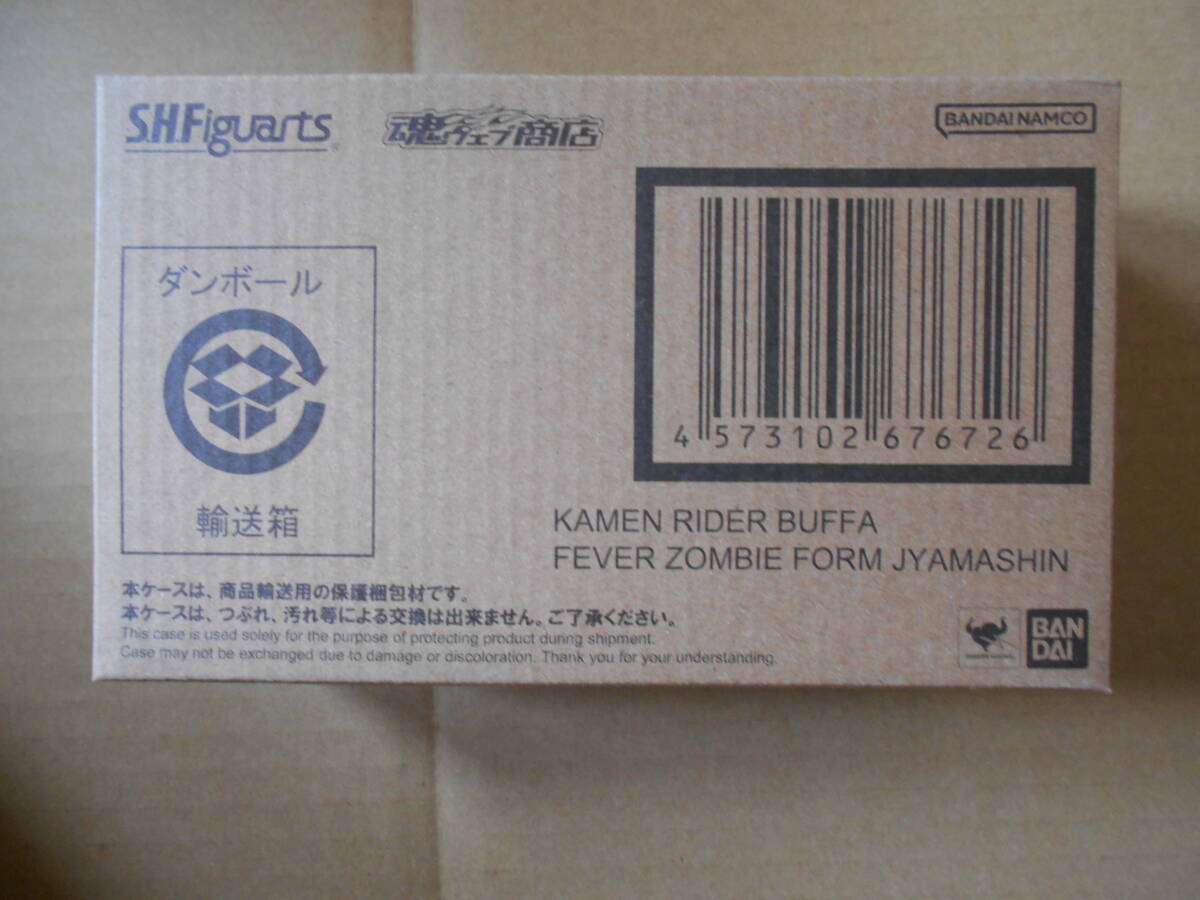 S.H.Figuarts
魂ウェブ商店
BANDAI NAMCO
ダンボール
輸送箱
4 573102 676726
KAMEN RIDER BUFFA
FEVER ZOMBIE FORM JYAMASHIN
本ケースは、商品輸送用の保護梱包材です。
本ケースは、つぶれ、汚れ等による交換は出来ません。ご了承ください。
This case is used solely for the purpose of protecting product during shipment.
Case may not be exchanged due to damage or discoloration. Thank you for your understanding.
BAN
DAI